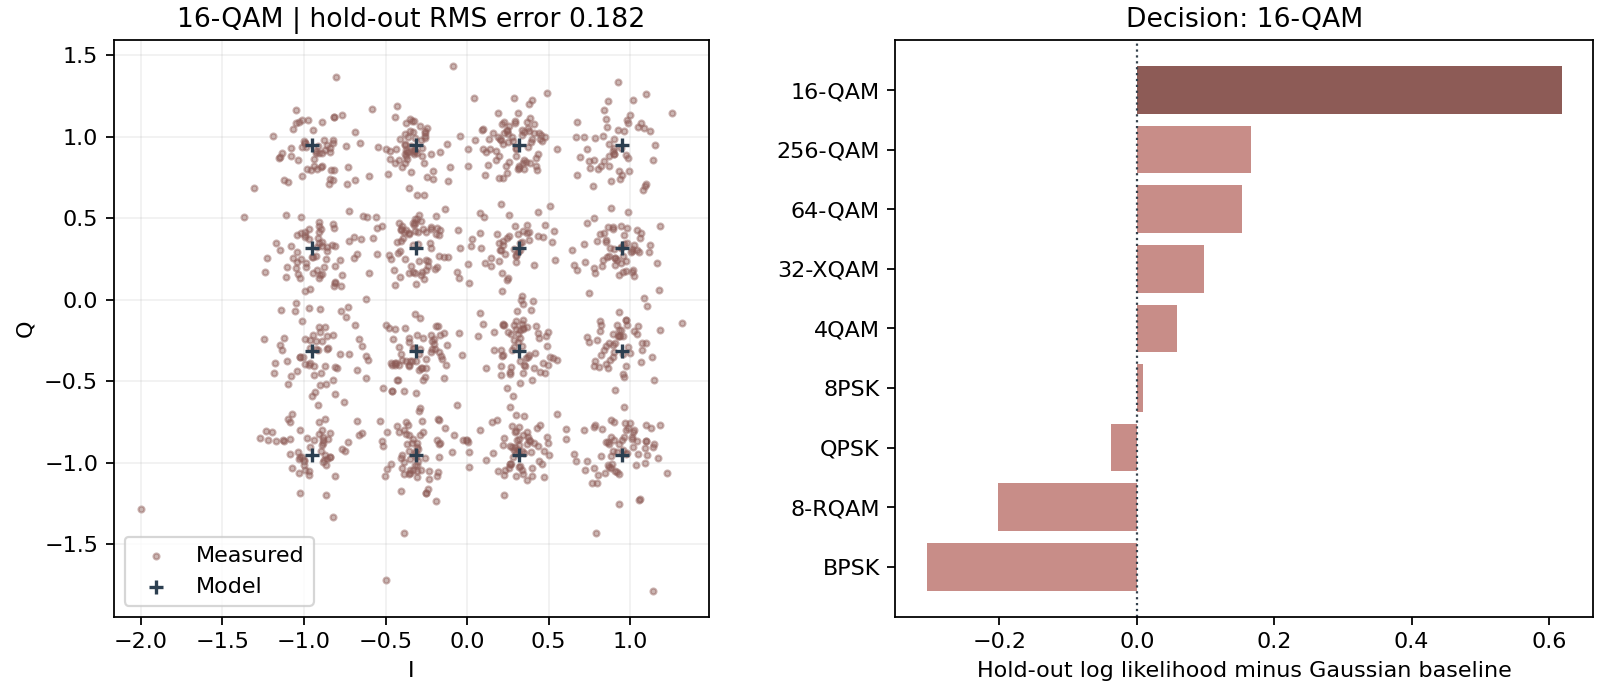 16-QAM | hold-out RMS error 0.182
1.5
1.0
0.5
0.0
−0.5
−1.0
−1.5
Q
Measured
Model
−2.0 −1.5 −1.0 −0.5 0.0 0.5 1.0
I
Decision: 16-QAM
16-QAM
256-QAM
64-QAM
32-XQAM
4QAM
8PSK
QPSK
8-RQAM
BPSK
−0.2 0.0 0.2 0.4 0.6
Hold-out log likelihood minus Gaussian baseline